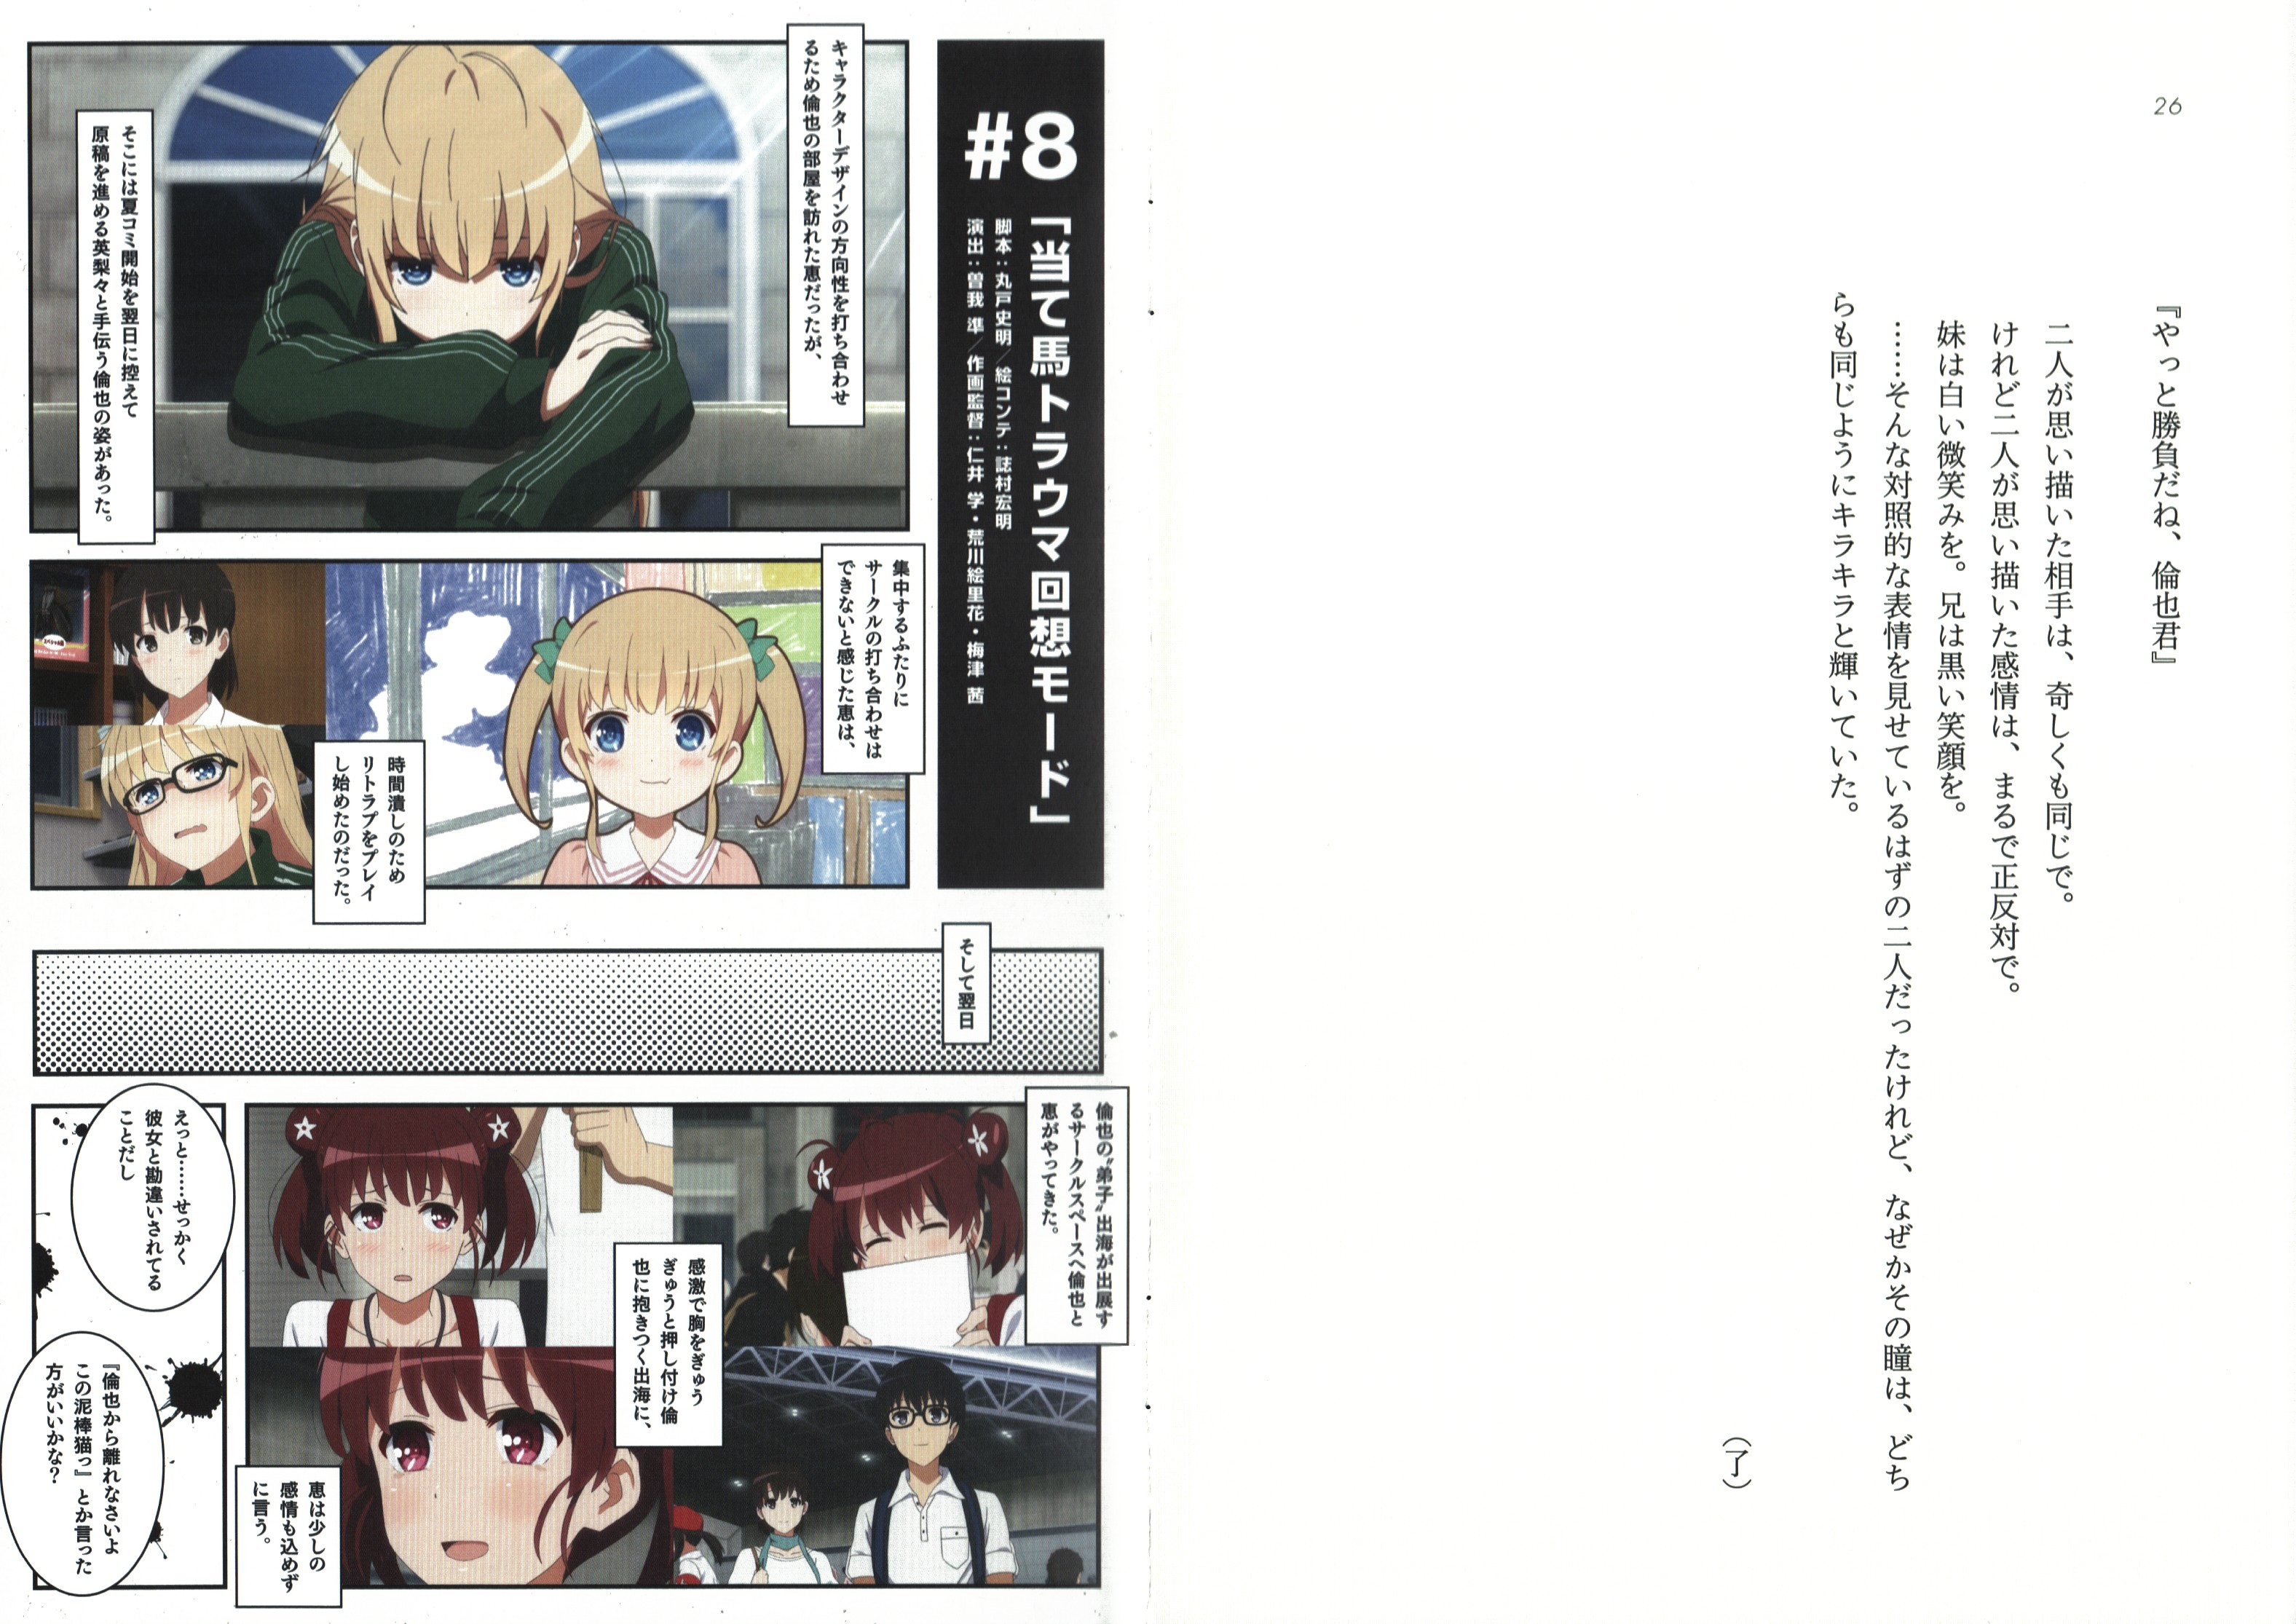 26
『やっと勝負だね、倫也君』
二人が思い描いた相手は、奇しくも同じで。
けれど二人が思い描いた感情は、まるで正反対で。
妹は白い微笑みを。兄は黒い笑顔を。
……そんな対照的な表情を見せているはずの二人だったけれど、なぜかその瞳は、どち
らも同じようにキラキラと輝いていた。
（了）
#8
「当て馬トラウマ回想モード」
脚本：丸戸史明／絵コンテ：誌村宏明
演出：曽我 準／作画監督：仁井 学・荒川絵里花・梅津 茜
キャラクターデザインの方向性を打ち合わせ
るため倫也の部屋を訪れた恵だったが、
そこには夏コミ開始を翌日に控えて
原稿を進める英梨々と手伝う倫也の姿があった。
集中するふたりに
サークルの打ち合わせは
できないと感じた恵は、
時間潰しのため
リトラプをプレイ
し始めたのだった。
そして翌日
倫也の〝弟子〟出海が出展す
るサークルスペースへ倫也と
恵がやってきた。
感激で胸をぎゅう
ぎゅうと押し付け倫
也に抱きつく出海に、
恵は少しの
感情も込めず
に言う。
えっと……せっかく
彼女と勘違いされてる
ことだし
『倫也から離れなさいよ
この泥棒猫っ』とか言った
方がいいかな？